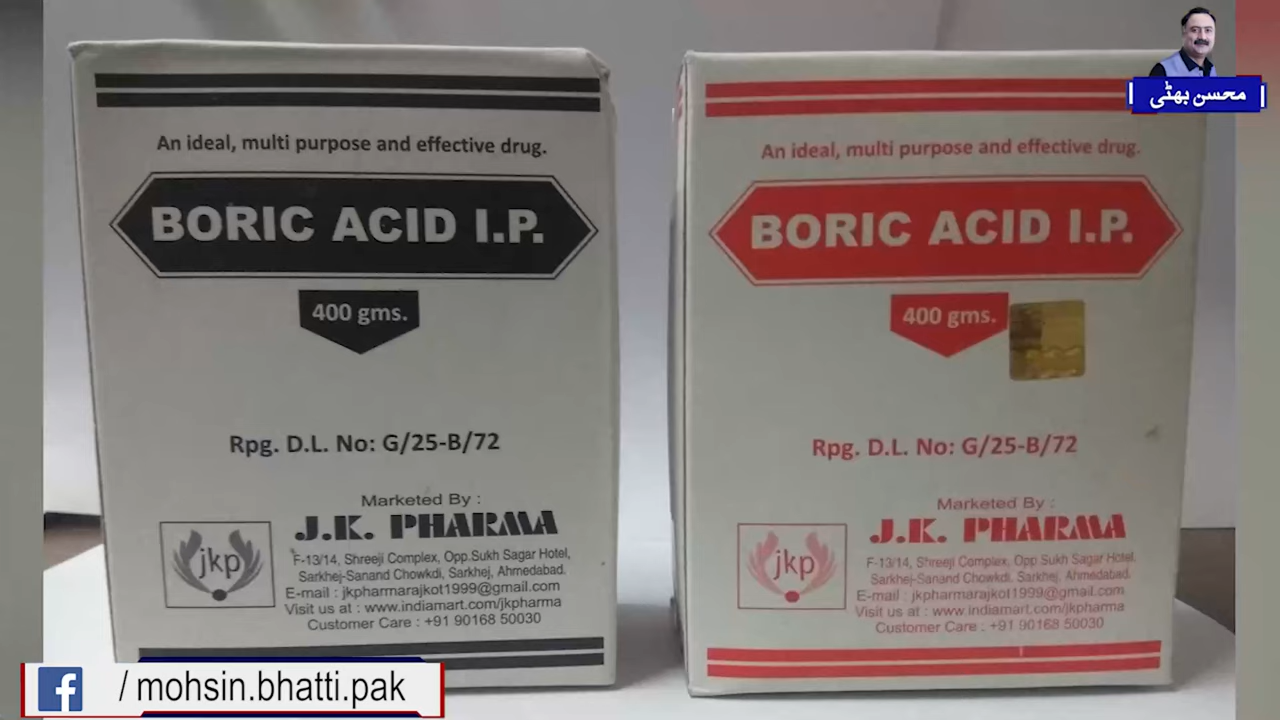 محسن بھٹی
An ideal, multi purpose and effective drug.
BORIC ACID I.P.
400 gms.
Rpg. D.L. No: G/25-B/72
Marketed By :
J.K. PHARMA
jkp
F-13/14, Shreeji Complex, Opp.Sukh Sagar Hotel,
Sarkhej-Sanand Chowkdi, Sarkhej, Ahmedabad.
E-mail : jkpharmarajkot1999@gmail.com
Visit us at : www.indiamart.com/jkpharma
Customer Care : +91 90168 50030
An ideal, multi purpose and effective drug.
BORIC ACID I.P.
400 gms.
Rpg. D.L. No: G/25-B/72
Marketed By :
J.K. PHARMA
jkp
F-13/14, Shreeji Complex, Opp.Sukh Sagar Hotel,
Sarkhej-Sanand Chowkdi, Sarkhej, Ahmedabad.
E-mail : jkpharmarajkot1999@gmail.com
Visit us at : www.indiamart.com/jkpharma
Customer Care : +91 90168 50030
f /mohsin.bhatti.pak